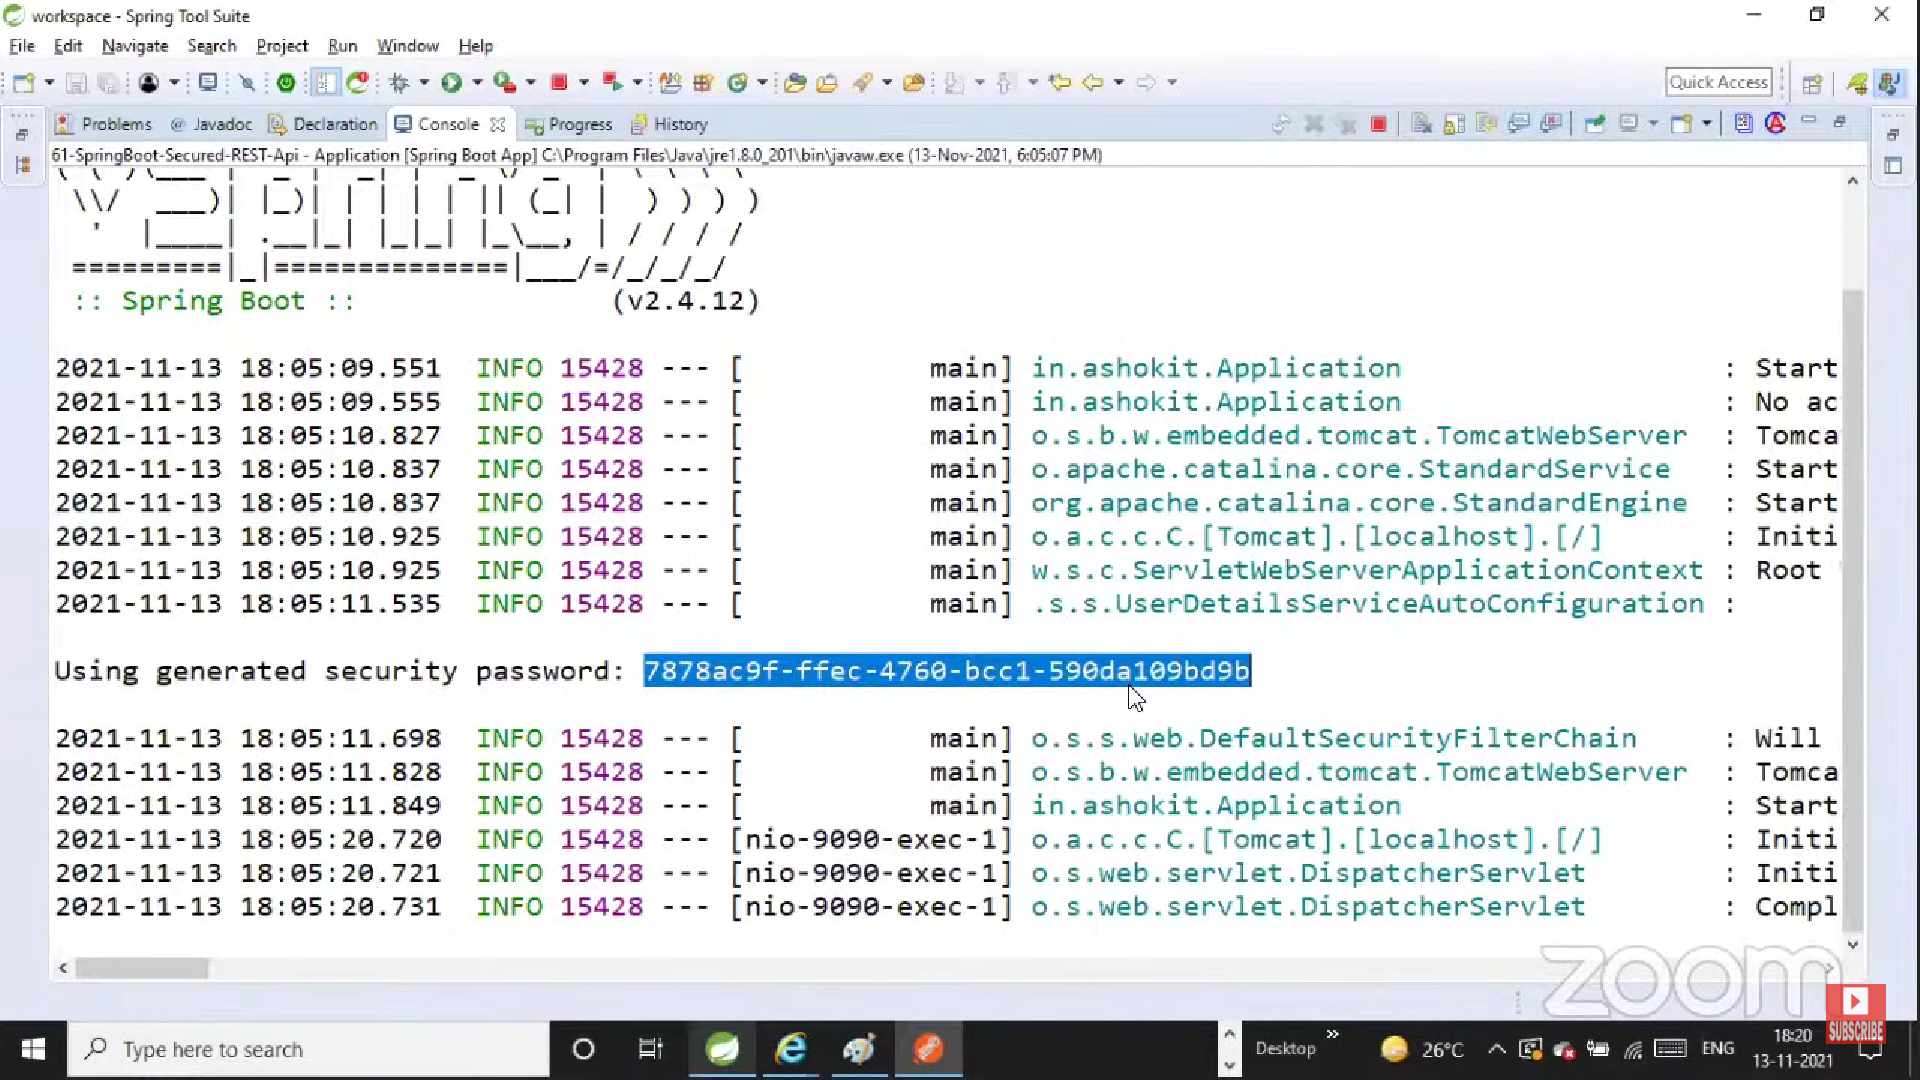 workspace - Spring Tool Suite
File Edit Navigate Search Project Run Window Help
Quick Access
Problems @ Javadoc Declaration Console Progress History
61-SpringBoot-Secured-REST-Api - Application [Spring Boot App] C:\Program Files\Java\jre1.8.0_201\bin\javaw.exe (13-Nov-2021, 6:05:07 PM)
 \\/  ___)| |_)| | | | | || (_| |  ) ) ) )
  '  |____| .__|_| |_|_| |_\__, | / / / /
 =========|_|==============|___/=/_/_/_/
:: Spring Boot :: (v2.4.12)
2021-11-13 18:05:09.551 INFO 15428 --- [ main] in.ashokit.Application : Start
2021-11-13 18:05:09.555 INFO 15428 --- [ main] in.ashokit.Application : No ac
2021-11-13 18:05:10.827 INFO 15428 --- [ main] o.s.b.w.embedded.tomcat.TomcatWebServer : Tomca
2021-11-13 18:05:10.837 INFO 15428 --- [ main] o.apache.catalina.core.StandardService : Start
2021-11-13 18:05:10.837 INFO 15428 --- [ main] org.apache.catalina.core.StandardEngine : Start
2021-11-13 18:05:10.925 INFO 15428 --- [ main] o.a.c.c.C.[Tomcat].[localhost].[/] : Initi
2021-11-13 18:05:10.925 INFO 15428 --- [ main] w.s.c.ServletWebServerApplicationContext : Root
2021-11-13 18:05:11.535 INFO 15428 --- [ main] .s.s.UserDetailsServiceAutoConfiguration :
Using generated security password: 7878ac9f-ffec-4760-bcc1-590da109bd9b
2021-11-13 18:05:11.698 INFO 15428 --- [ main] o.s.s.web.DefaultSecurityFilterChain : Will
2021-11-13 18:05:11.828 INFO 15428 --- [ main] o.s.b.w.embedded.tomcat.TomcatWebServer : Tomca
2021-11-13 18:05:11.849 INFO 15428 --- [ main] in.ashokit.Application : Start
2021-11-13 18:05:20.720 INFO 15428 --- [nio-9090-exec-1] o.a.c.c.C.[Tomcat].[localhost].[/] : Initi
2021-11-13 18:05:20.721 INFO 15428 --- [nio-9090-exec-1] o.s.web.servlet.DispatcherServlet : Initi
2021-11-13 18:05:20.731 INFO 15428 --- [nio-9090-exec-1] o.s.web.servlet.DispatcherServlet : Compl
zoom
SUBSCRIBE
Type here to search
Desktop
26°C
ENG
18:20
13-11-2021